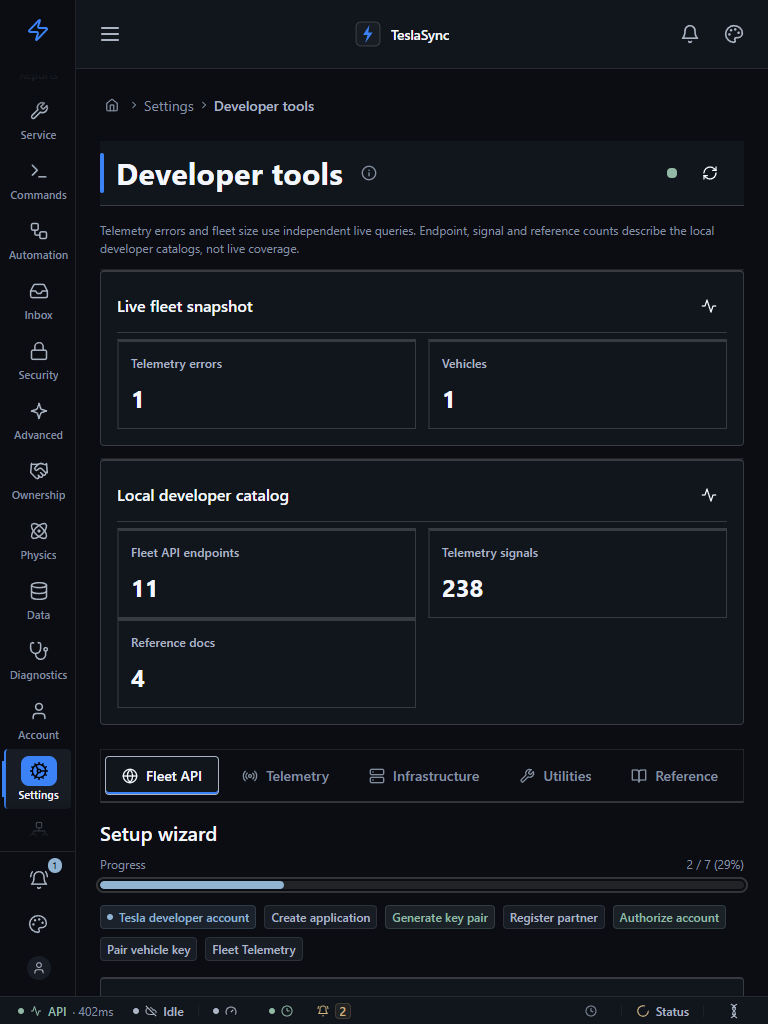 TeslaSync
Reports
Service
Commands
Automation
Inbox
Security
Advanced
Ownership
Physics
Data
Diagnostics
Account
Settings
1
Settings
Developer tools
Developer tools
Telemetry errors and fleet size use independent live queries. Endpoint, signal and reference counts describe the local
developer catalogs, not live coverage.
Live fleet snapshot
Telemetry errors
1
Vehicles
1
Local developer catalog
Fleet API endpoints
11
Telemetry signals
238
Reference docs
4
Fleet API
Telemetry
Infrastructure
Utilities
Reference
Setup wizard
Progress
2 / 7 (29%)
Tesla developer account
Create application
Generate key pair
Register partner
Authorize account
Pair vehicle key
Fleet Telemetry
API · 402ms
Idle
2
Status